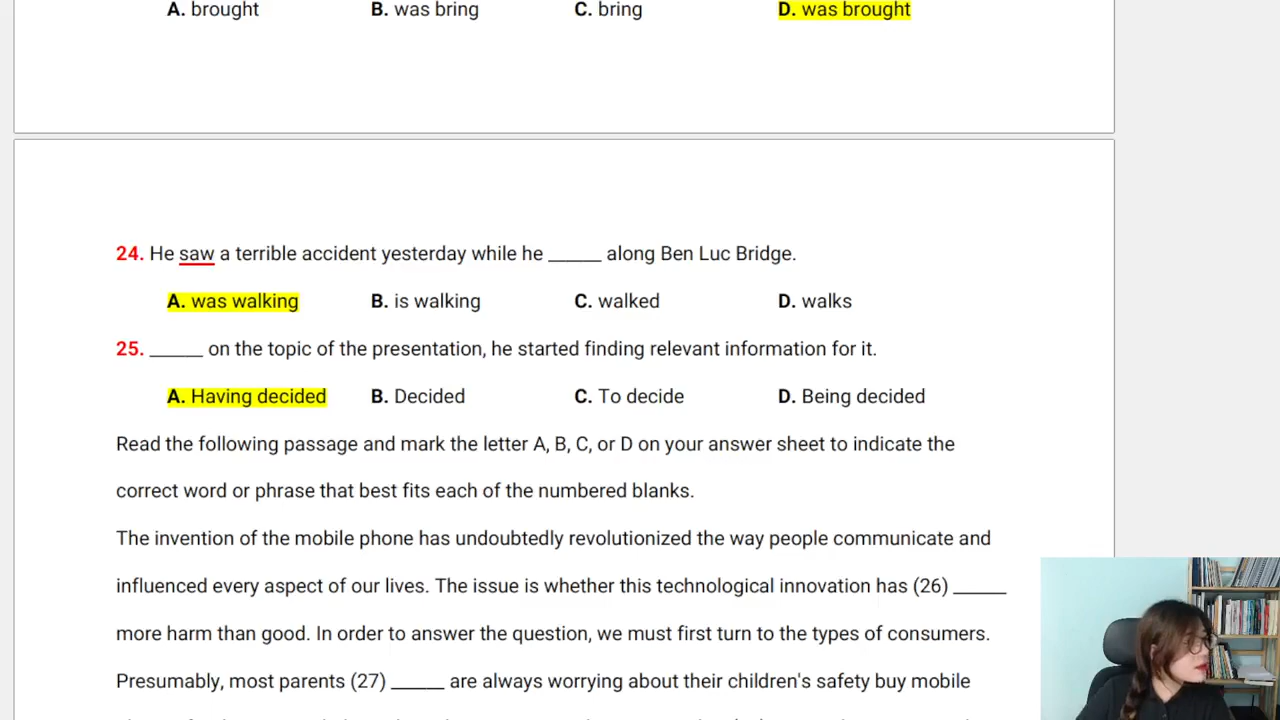 A. brought B. was bring C. bring D. was brought
24. He saw a terrible accident yesterday while he ______ along Ben Luc Bridge.
A. was walking B. is walking C. walked D. walks
25. ______ on the topic of the presentation, he started finding relevant information for it.
A. Having decided B. Decided C. To decide D. Being decided
Read the following passage and mark the letter A, B, C, or D on your answer sheet to indicate the
correct word or phrase that best fits each of the numbered blanks.
The invention of the mobile phone has undoubtedly revolutionized the way people communicate and
influenced every aspect of our lives. The issue is whether this technological innovation has (26) ______
more harm than good. In order to answer the question, we must first turn to the types of consumers.
Presumably, most parents (27) ______ are always worrying about their children's safety buy mobile